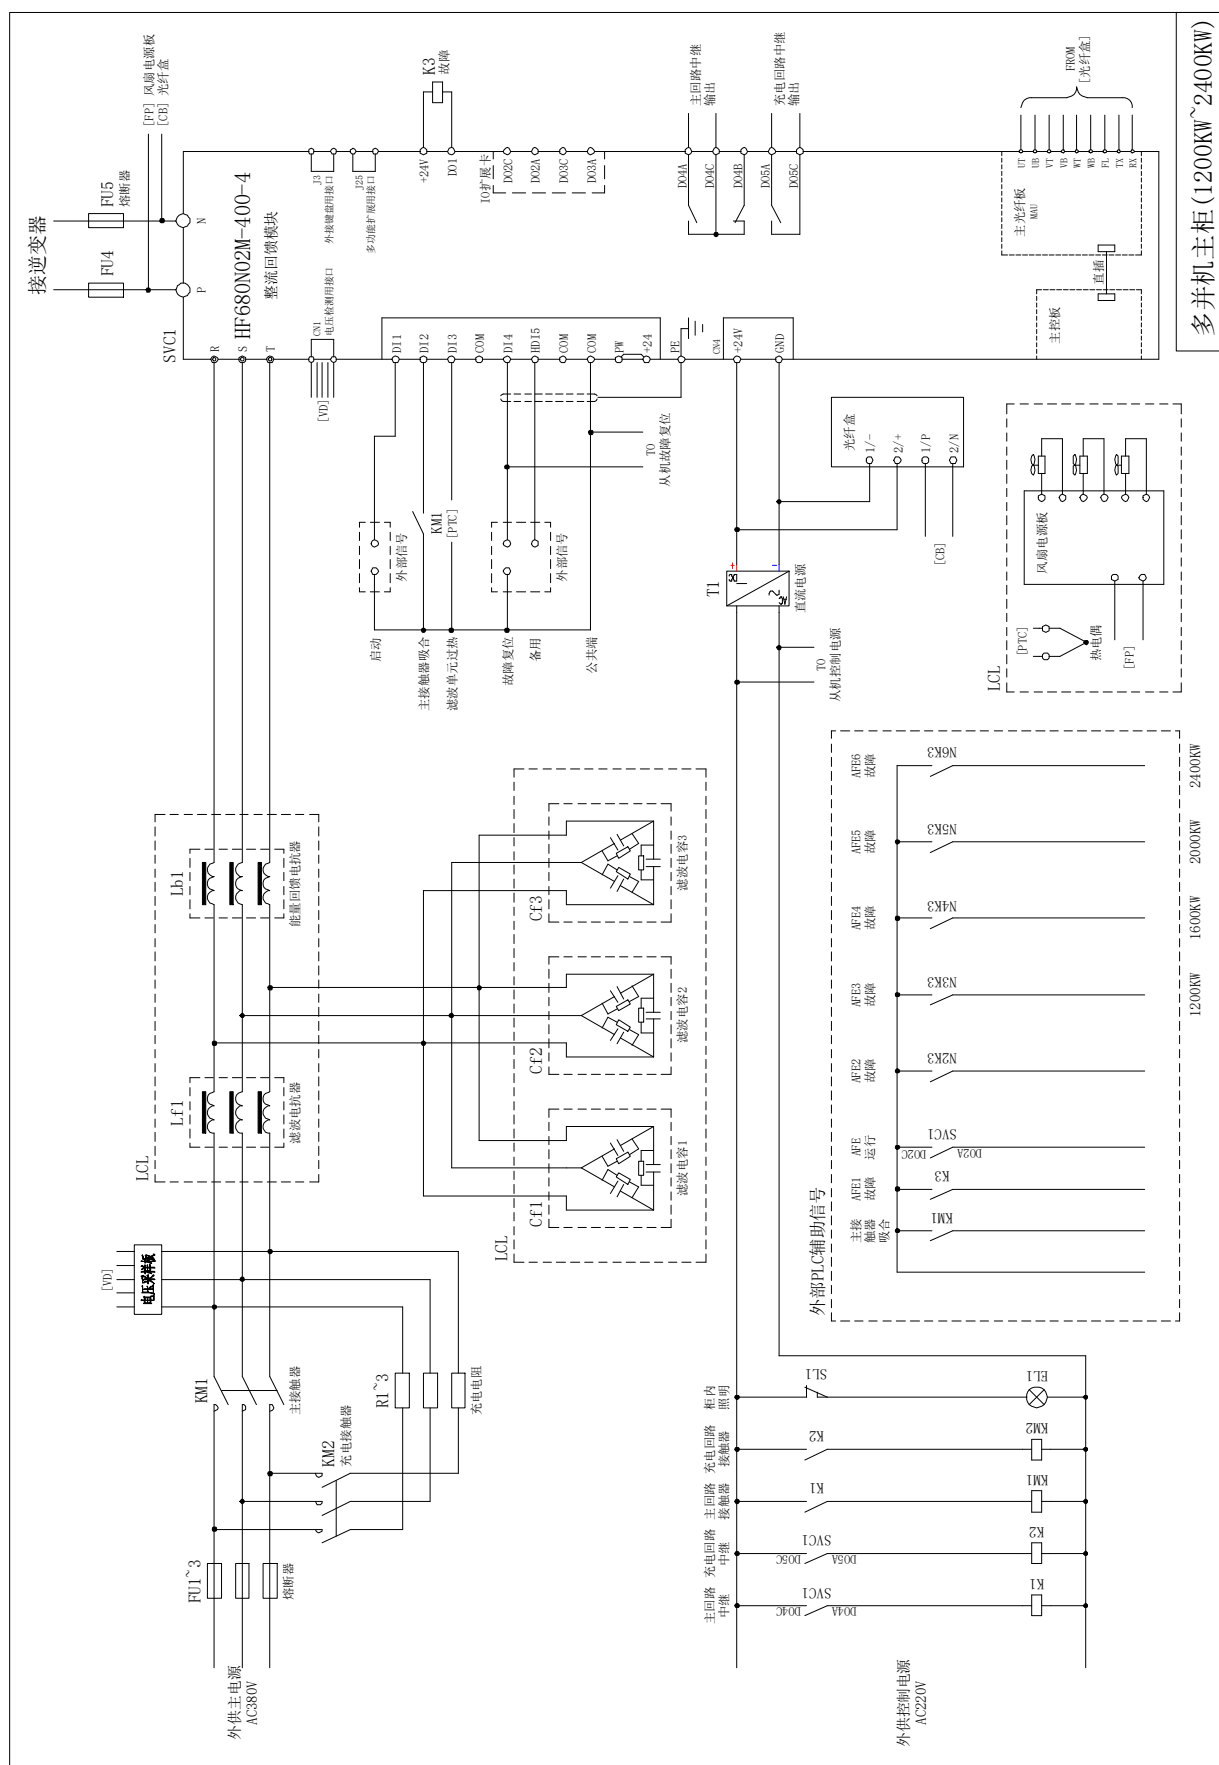 多并机主柜(1200KW~2400KW)
外供主电源
AC380V
FU1~3
熔断器
KM2
充电接触器
KM1
主接触器
R1~3
充电电阻
[VD]
电压采样板
LCL
Lf1
滤波电抗器
Lb1
能量回馈电抗器
LCL
Cf1
滤波电容1
Cf2
滤波电容2
Cf3
滤波电容3
接逆变器
FU4
FU5
熔断器
[FP] 风扇电源板
[CB] 光纤盒
SVC1
HF680N02M-400-4
整流回馈模块
R
S
T
P
N
CN1
电压检测用接口
[VD]
J3
外接键盘用接口
J25
多功能扩展用接口
+24V
DO1
K3
故障
IO扩展卡
DO2C
DO2A
DO3C
DO3A
DO4A
DO4C
DO4B
DO5A
DO5C
主回路中继
输出
充电回路中继
输出
DI1
DI2
DI3
COM
DI4
HDI5
COM
COM
PW
+24
PE
CN4
+24V
GND
主控板
直插
主光纤板
MAU
UT
UB
VT
VB
WT
WB
FL
TX
RX
FROM
[光纤盒]
启动
主接触器吸合
滤波单元过热
故障复位
备用
公共端
外部信号
KM1
[PTC]
外部信号
TO
从机故障复位
T1
直流电源
+
-
DC
AC
TO
从机控制电源
光纤盒
1/-
2/+
1/P
2/N
[CB]
LCL
[PTC]
热电偶
[FP]
风扇电源板
外供控制电源
AC220V
主回路
中继
DO4C
SVC1
DO4A
K1
充电回路
中继
DO5C
SVC1
DO5A
K2
主回路
接触器
K1
KM1
充电回路
接触器
K2
KM2
柜内
照明
SL1
EL1
外部PLC辅助信号
主接
触器
吸合
KM1
AFE1
故障
K3
AFE
运行
DO2C
SVC1
DO2A
AFE2
故障
N2K3
AFE3
故障
N3K3
1200KW
AFE4
故障
N4K3
1600KW
AFE5
故障
N5K3
2000KW
AFE6
故障
N6K3
2400KW